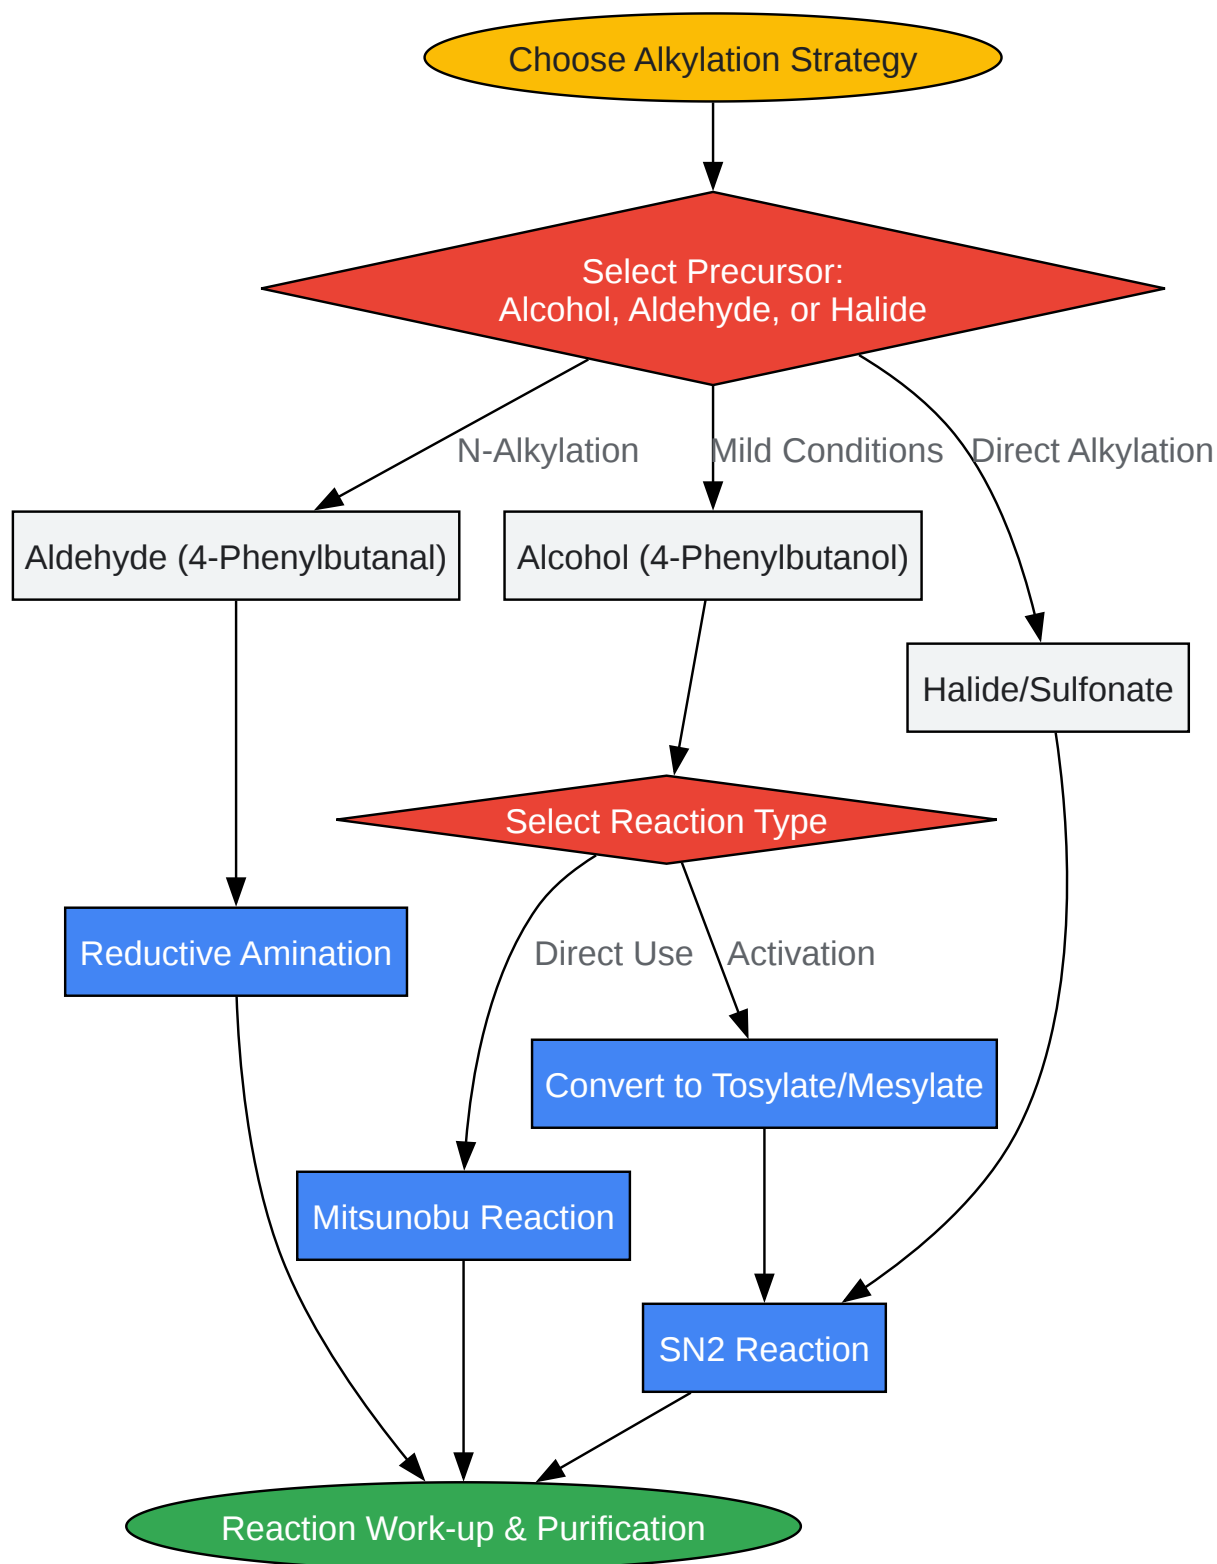 Choose Alkylation Strategy
Select Precursor:
Alcohol, Aldehyde, or Halide
N-Alkylation
Mild Conditions
Direct Alkylation
Aldehyde (4-Phenylbutanal)
Alcohol (4-Phenylbutanol)
Halide/Sulfonate
Select Reaction Type
Reductive Amination
Direct Use
Activation
Convert to Tosylate/Mesylate
Mitsunobu Reaction
SN2 Reaction
Reaction Work-up & Purification